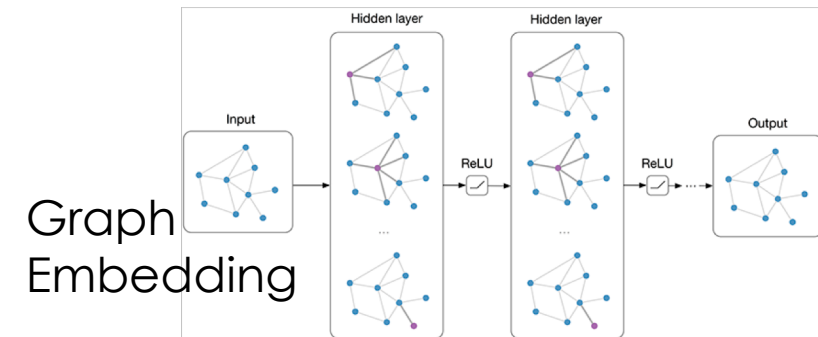 Hidden layer
Hidden layer
Input
Output
ReLU
ReLU
...
Graph
Embedding
...
...